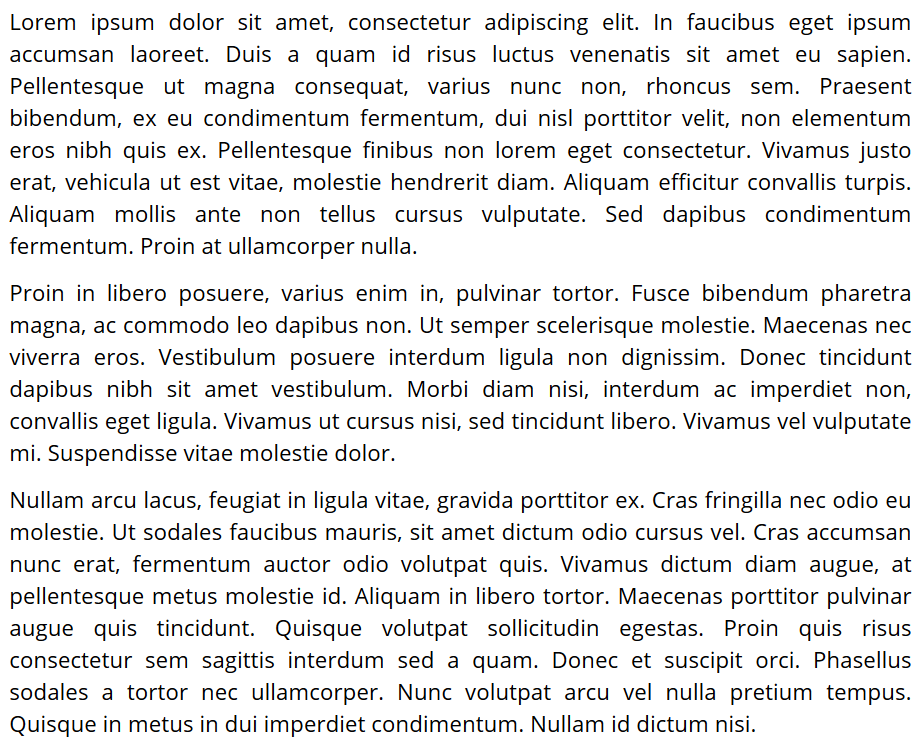 Lorem ipsum dolor sit amet, consectetur adipiscing elit. In faucibus eget ipsum
accumsan laoreet. Duis a quam id risus luctus venenatis sit amet eu sapien.
Pellentesque ut magna consequat, varius nunc non, rhoncus sem. Praesent
bibendum, ex eu condimentum fermentum, dui nisl porttitor velit, non elementum
eros nibh quis ex. Pellentesque finibus non lorem eget consectetur. Vivamus justo
erat, vehicula ut est vitae, molestie hendrerit diam. Aliquam efficitur convallis turpis.
Aliquam mollis ante non tellus cursus vulputate. Sed dapibus condimentum
fermentum. Proin at ullamcorper nulla.
Proin in libero posuere, varius enim in, pulvinar tortor. Fusce bibendum pharetra
magna, ac commodo leo dapibus non. Ut semper scelerisque molestie. Maecenas nec
viverra eros. Vestibulum posuere interdum ligula non dignissim. Donec tincidunt
dapibus nibh sit amet vestibulum. Morbi diam nisi, interdum ac imperdiet non,
convallis eget ligula. Vivamus ut cursus nisi, sed tincidunt libero. Vivamus vel vulputate
mi. Suspendisse vitae molestie dolor.
Nullam arcu lacus, feugiat in ligula vitae, gravida porttitor ex. Cras fringilla nec odio eu
molestie. Ut sodales faucibus mauris, sit amet dictum odio cursus vel. Cras accumsan
nunc erat, fermentum auctor odio volutpat quis. Vivamus dictum diam augue, at
pellentesque metus molestie id. Aliquam in libero tortor. Maecenas porttitor pulvinar
augue quis tincidunt. Quisque volutpat sollicitudin egestas. Proin quis risus
consectetur sem sagittis interdum sed a quam. Donec et suscipit orci. Phasellus
sodales a tortor nec ullamcorper. Nunc volutpat arcu vel nulla pretium tempus.
Quisque in metus in dui imperdiet condimentum. Nullam id dictum nisi.